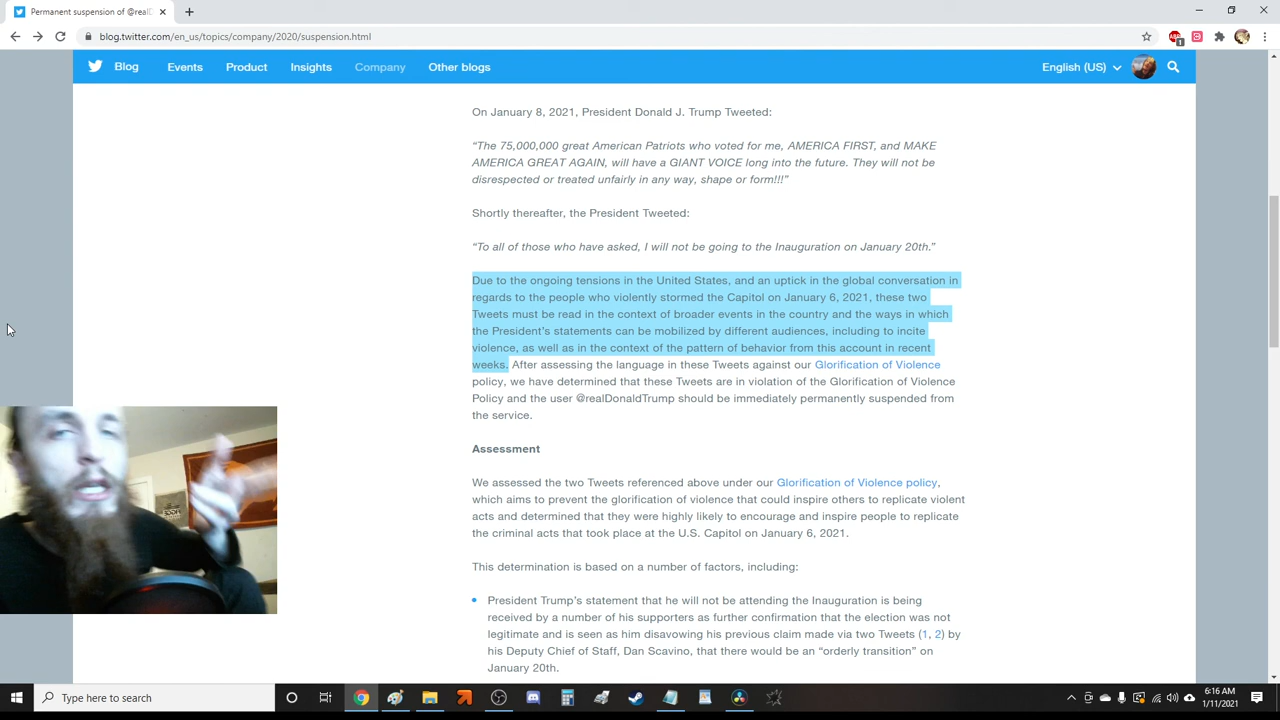 Permanent suspension of @realD
blog.twitter.com/en_us/topics/company/2020/suspension.html
Blog Events Product Insights Company Other blogs English (US)
On January 8, 2021, President Donald J. Trump Tweeted:
“The 75,000,000 great American Patriots who voted for me, AMERICA FIRST, and MAKE
AMERICA GREAT AGAIN, will have a GIANT VOICE long into the future. They will not be
disrespected or treated unfairly in any way, shape or form!!!”
Shortly thereafter, the President Tweeted:
“To all of those who have asked, I will not be going to the Inauguration on January 20th.”
Due to the ongoing tensions in the United States, and an uptick in the global conversation in
regards to the people who violently stormed the Capitol on January 6, 2021, these two
Tweets must be read in the context of broader events in the country and the ways in which
the President’s statements can be mobilized by different audiences, including to incite
violence, as well as in the context of the pattern of behavior from this account in recent
weeks. After assessing the language in these Tweets against our Glorification of Violence
policy, we have determined that these Tweets are in violation of the Glorification of Violence
Policy and the user @realDonaldTrump should be immediately permanently suspended from
the service.
Assessment
We assessed the two Tweets referenced above under our Glorification of Violence policy,
which aims to prevent the glorification of violence that could inspire others to replicate violent
acts and determined that they were highly likely to encourage and inspire people to replicate
the criminal acts that took place at the U.S. Capitol on January 6, 2021.
This determination is based on a number of factors, including:
• President Trump’s statement that he will not be attending the Inauguration is being
received by a number of his supporters as further confirmation that the election was not
legitimate and is seen as him disavowing his previous claim made via two Tweets (1, 2) by
his Deputy Chief of Staff, Dan Scavino, that there would be an “orderly transition” on
January 20th.
Type here to search
6:16 AM
1/11/2021